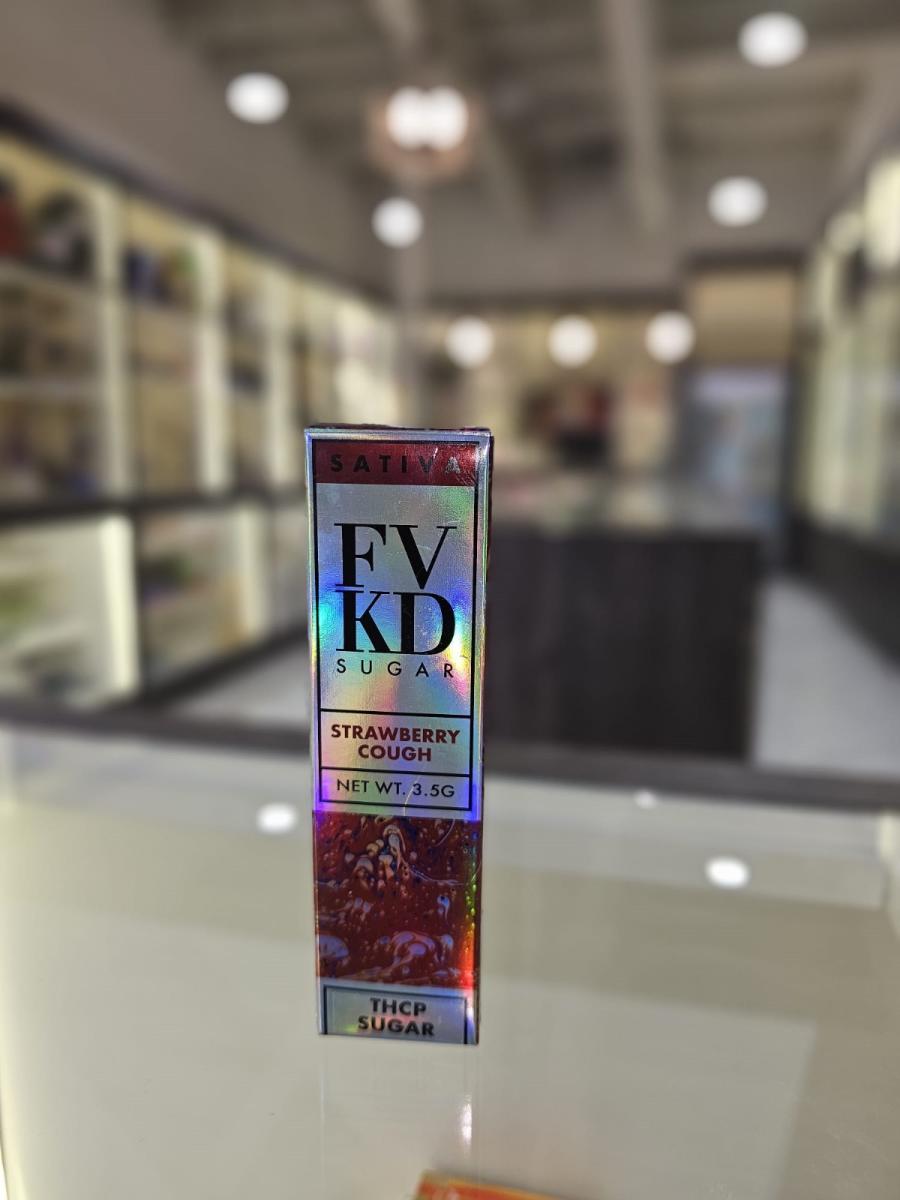 SATIVA
FV
KD
SUGAR
STRAWBERRY
COUGH
NET WT. 3.5G
THCP
SUGAR